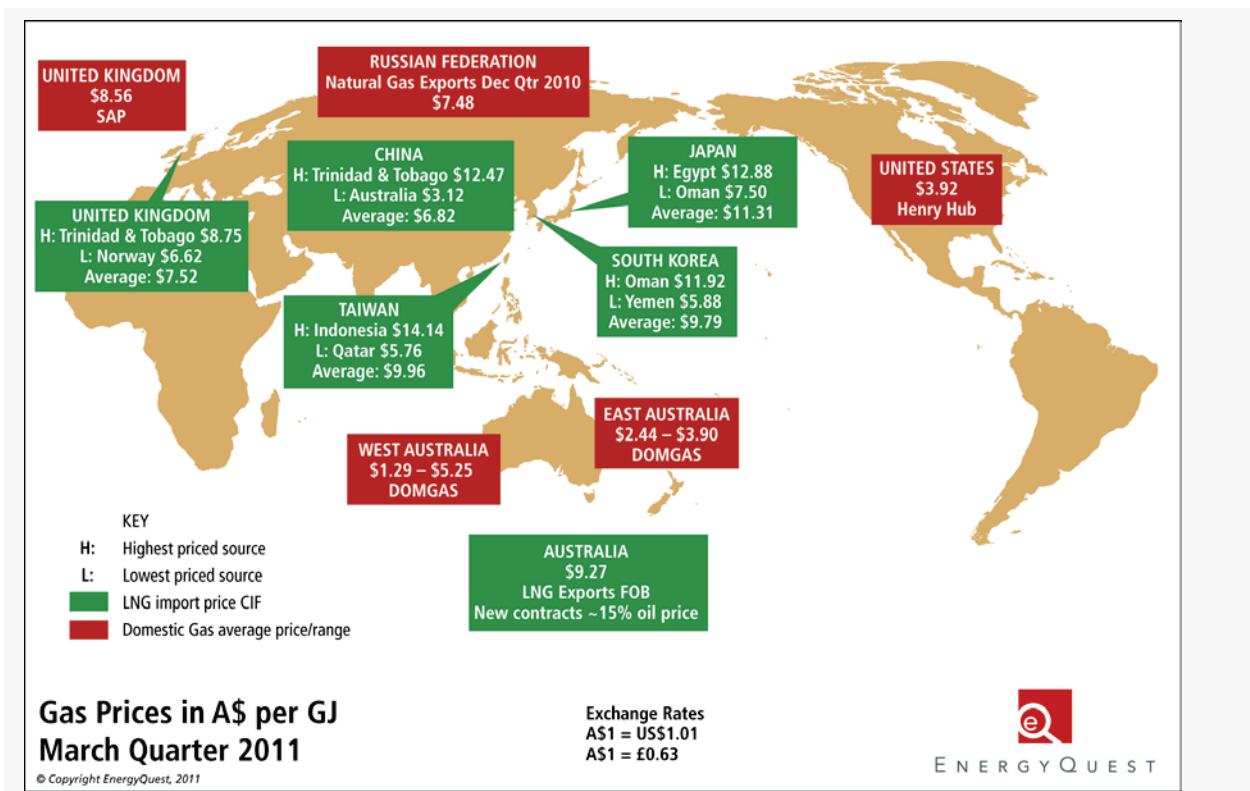 UNITED KINGDOM
$8.56
SAP
RUSSIAN FEDERATION
Natural Gas Exports Dec Qtr 2010
$7.48
CHINA
H: Trinidad & Tobago $12.47
L: Australia $3.12
Average: $6.82
JAPAN
H: Egypt $12.88
L: Oman $7.50
Average: $11.31
UNITED STATES
$3.92
Henry Hub
UNITED KINGDOM
H: Trinidad & Tobago $8.75
L: Norway $6.62
Average: $7.52
SOUTH KOREA
H: Oman $11.92
L: Yemen $5.88
Average: $9.79
TAIWAN
H: Indonesia $14.14
L: Qatar $5.76
Average: $9.96
EAST AUSTRALIA
$2.44 – $3.90
DOMGAS
WEST AUSTRALIA
$1.29 – $5.25
DOMGAS
AUSTRALIA
$9.27
LNG Exports FOB
New contracts ~15% oil price
KEY
H: Highest priced source
L: Lowest priced source
LNG import price CIF
Domestic Gas average price/range
Gas Prices in A$ per GJ
March Quarter 2011
© Copyright EnergyQuest, 2011
Exchange Rates
A$1 = US$1.01
A$1 = £0.63
e
ENERGYQUEST